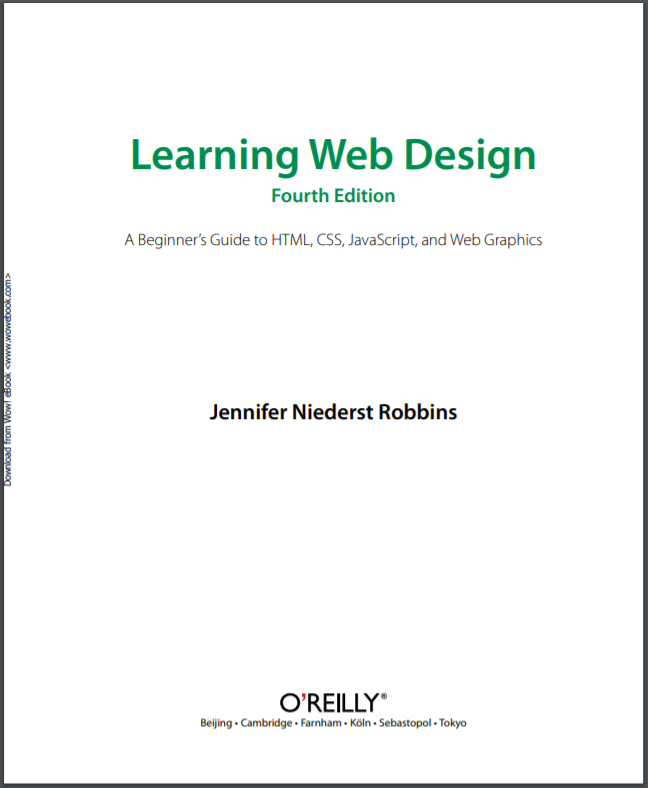 Learning Web Design
Fourth Edition
A Beginner’s Guide to HTML, CSS, JavaScript, and Web Graphics
Download from Wow! eBook <www.wowebook.com>
Jennifer Niederst Robbins
O’REILLY®
Beijing • Cambridge • Farnham • Köln • Sebastopol • Tokyo